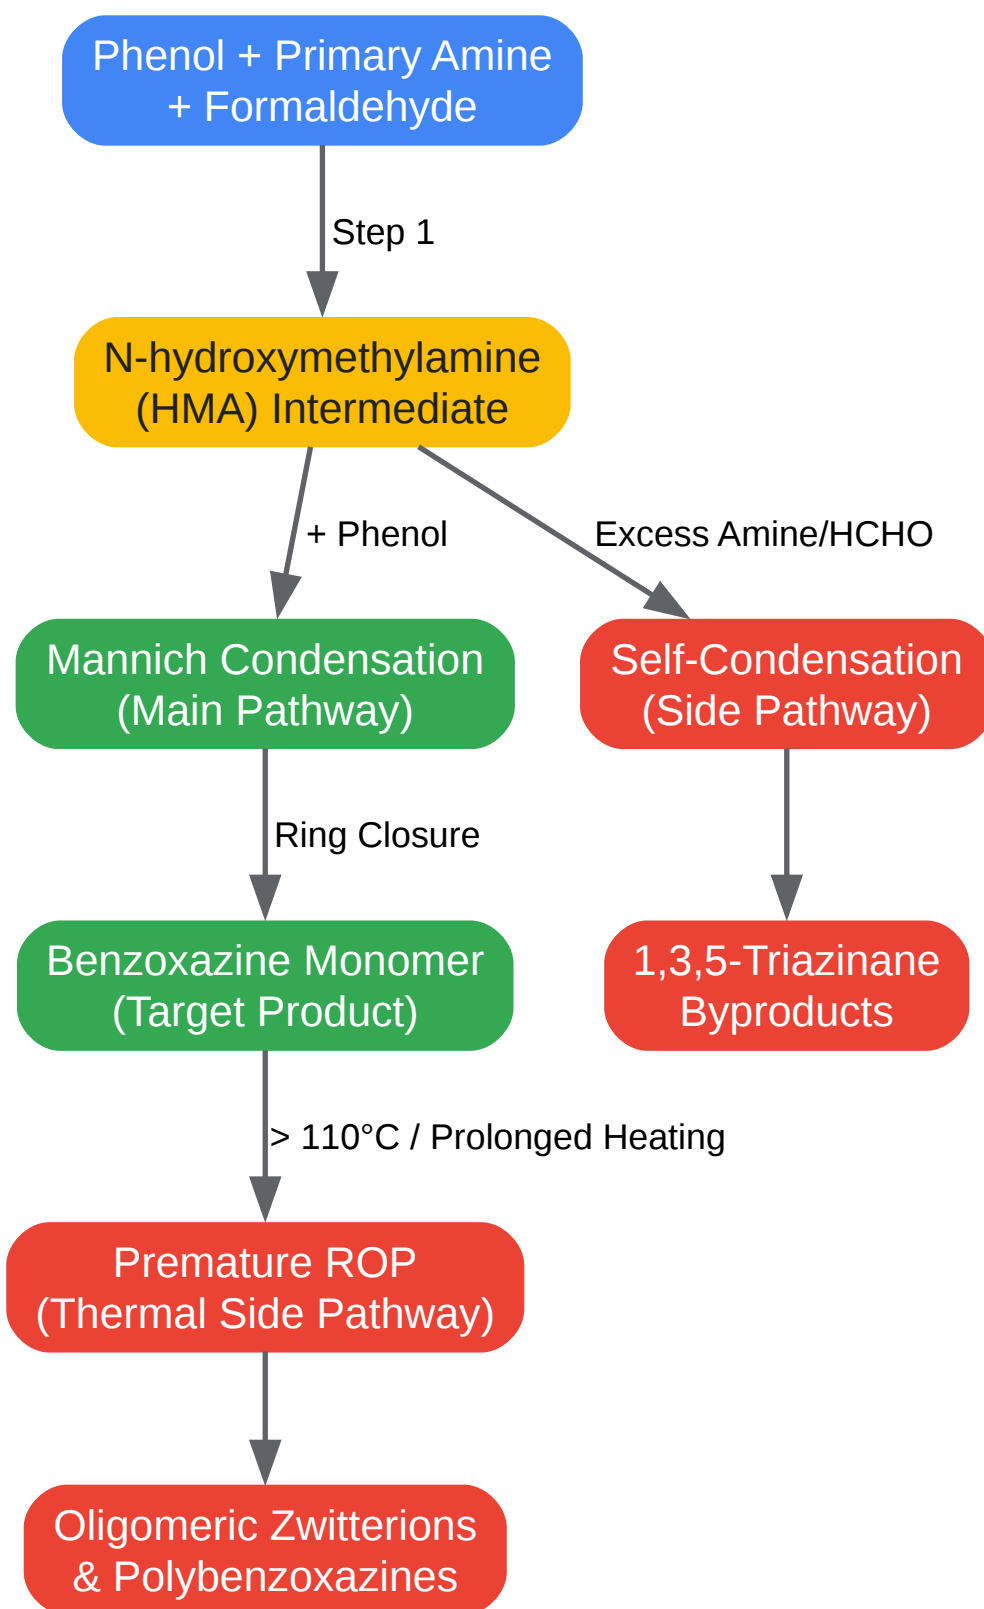 Phenol + Primary Amine
+ Formaldehyde
Step 1
N-hydroxymethylamine
(HMA) Intermediate
+ Phenol
Excess Amine/HCHO
Mannich Condensation
(Main Pathway)
Self-Condensation
(Side Pathway)
Ring Closure
Benzoxazine Monomer
(Target Product)
1,3,5-Triazinane
Byproducts
> 110°C / Prolonged Heating
Premature ROP
(Thermal Side Pathway)
Oligomeric Zwitterions
& Polybenzoxazines